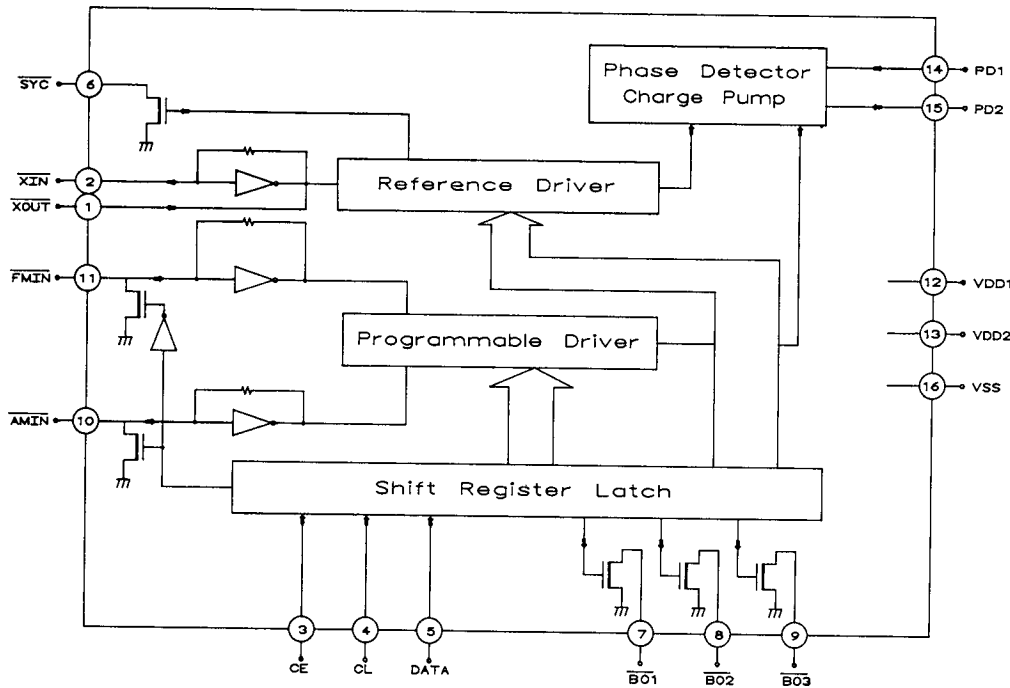 SYC 6
Phase Detector
Charge Pump
14 PD1
15 PD2
XIN 2
XOUT 1
Reference Driver
FMIN 11
12 VDD1
Programmable Driver
13 VDD2
16 VSS
AMIN 10
Shift Register Latch
3 4 5 7 8 9
CE CL DATA BO1 BO2 BO3